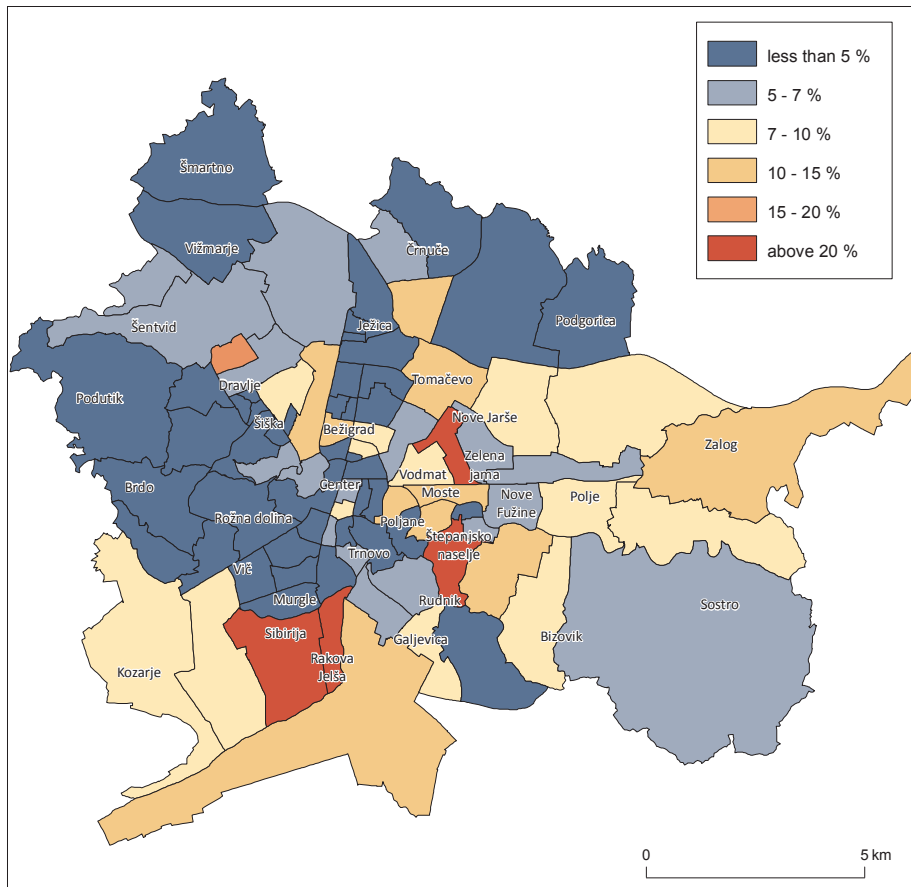 less than 5 %
5 - 7 %
7 - 10 %
10 - 15 %
15 - 20 %
above 20 %
Šmartno
Vižmarje
Črnuče
Podgorica
Šentvid
Ježica
Dravlje
Tomačevo
Podutik
Šiška
Bežigrad
Nove Jarše
Zalog
Zelena
jama
Vodmat
Center
Brdo
Moste
Nove
Fužine
Polje
Rožna dolina
Poljane
Štepanjsko
naselje
Trnovo
Vič
Murgle
Rudnik
Sostro
Sibirija
Galjevica
Bizovik
Kozarje
Rakova
Jelša
0
5 km